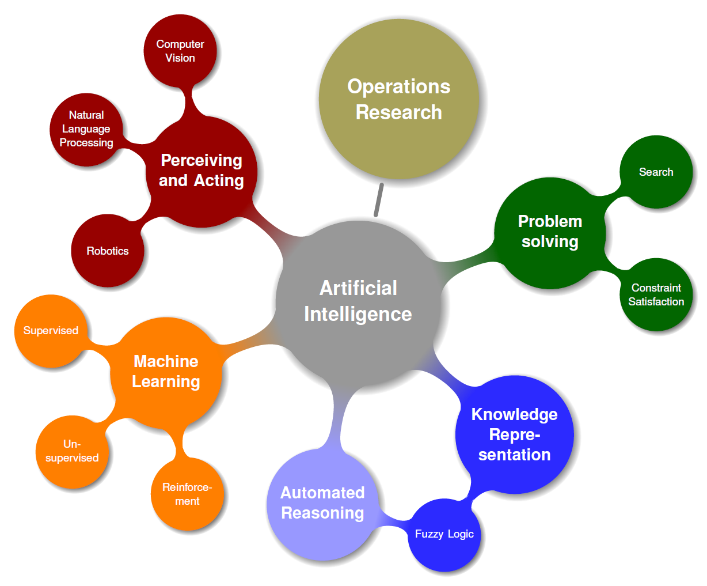 Computer
Vision
Operations
Research
Natural
Language
Processing
Perceiving
and Acting
Search
Problem
solving
Robotics
Artificial
Intelligence
Constraint
Satisfaction
Supervised
Machine
Learning
Knowledge
Repre-
sentation
Un-
supervised
Reinforce-
ment
Automated
Reasoning
Fuzzy Logic